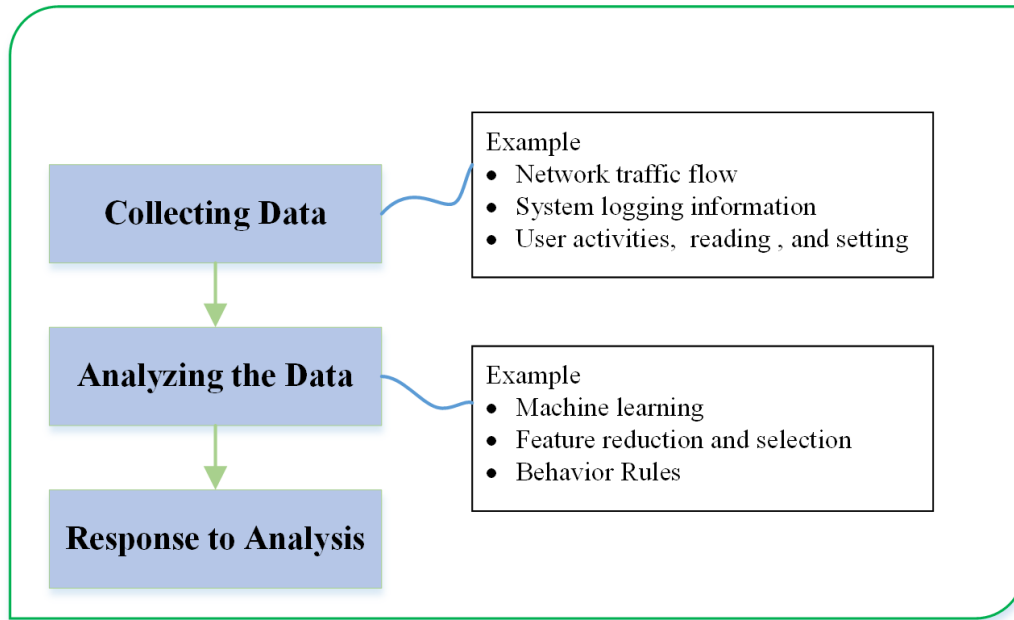 Collecting Data
Example
• Network traffic flow
• System logging information
• User activities, reading , and setting
Analyzing the Data
Example
• Machine learning
• Feature reduction and selection
• Behavior Rules
Response to Analysis